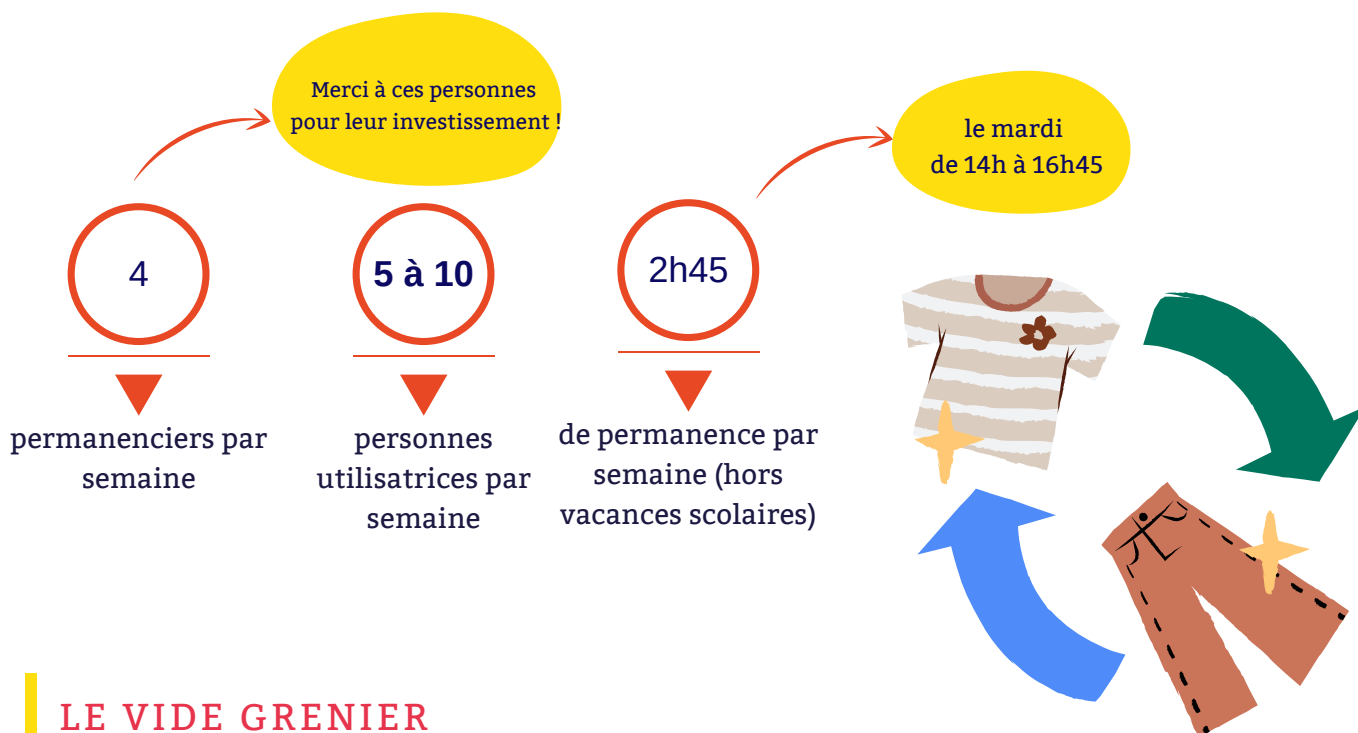 Merci à ces personnes
pour leur investissement !
le mardi
de 14h à 16h45
4
permanenciers par
semaine
5 à 10
personnes
utilisatrices par
semaine
2h45
de permanence par
semaine (hors
vacances scolaires)
LE VIDE GRENIER